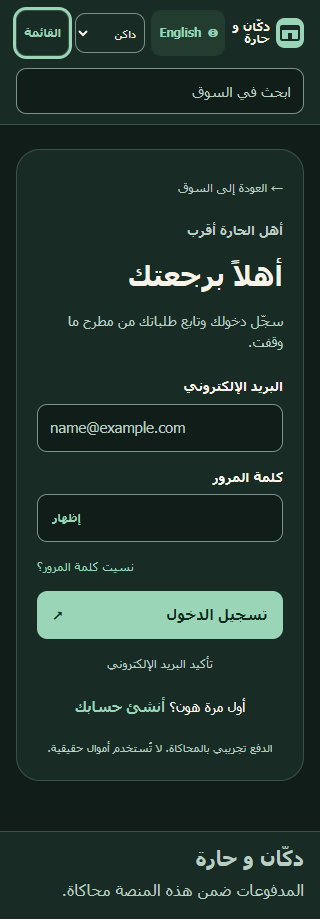 دكّان و حارة
English
داكن
القائمة
ابحث في السوق
← العودة إلى السوق
أهل الحارة أقرب
أهلاً برجعتك
سجّل دخولك وتابع طلباتك من مطرح ما
وقفت.
البريد الإلكتروني
name@example.com
كلمة المرور
إظهار
نسيت كلمة المرور؟
تسجيل الدخول ↗
تأكيد البريد الإلكتروني
أول مرة هون؟ أنشئ حسابك
الدفع تجريبي بالمحاكاة. لا تُستخدم أموال حقيقية.
دكّان و حارة
المدفوعات ضمن هذه المنصة محاكاة.